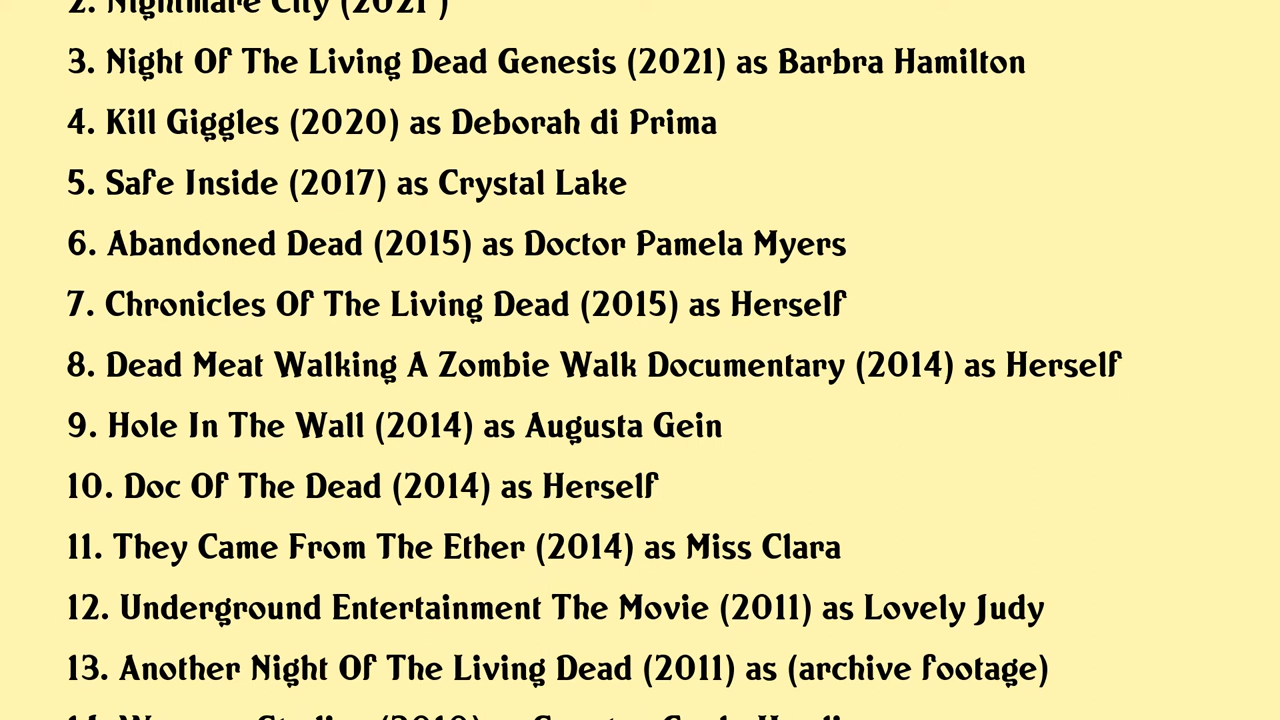 2. Nightmare City (2021 )
3. Night Of The Living Dead Genesis (2021) as Barbra Hamilton
4. Kill Giggles (2020) as Deborah di Prima
5. Safe Inside (2017) as Crystal Lake
6. Abandoned Dead (2015) as Doctor Pamela Myers
7. Chronicles Of The Living Dead (2015) as Herself
8. Dead Meat Walking A Zombie Walk Documentary (2014) as Herself
9. Hole In The Wall (2014) as Augusta Gein
10. Doc Of The Dead (2014) as Herself
11. They Came From The Ether (2014) as Miss Clara
12. Underground Entertainment The Movie (2011) as Lovely Judy
13. Another Night Of The Living Dead (2011) as (archive footage)